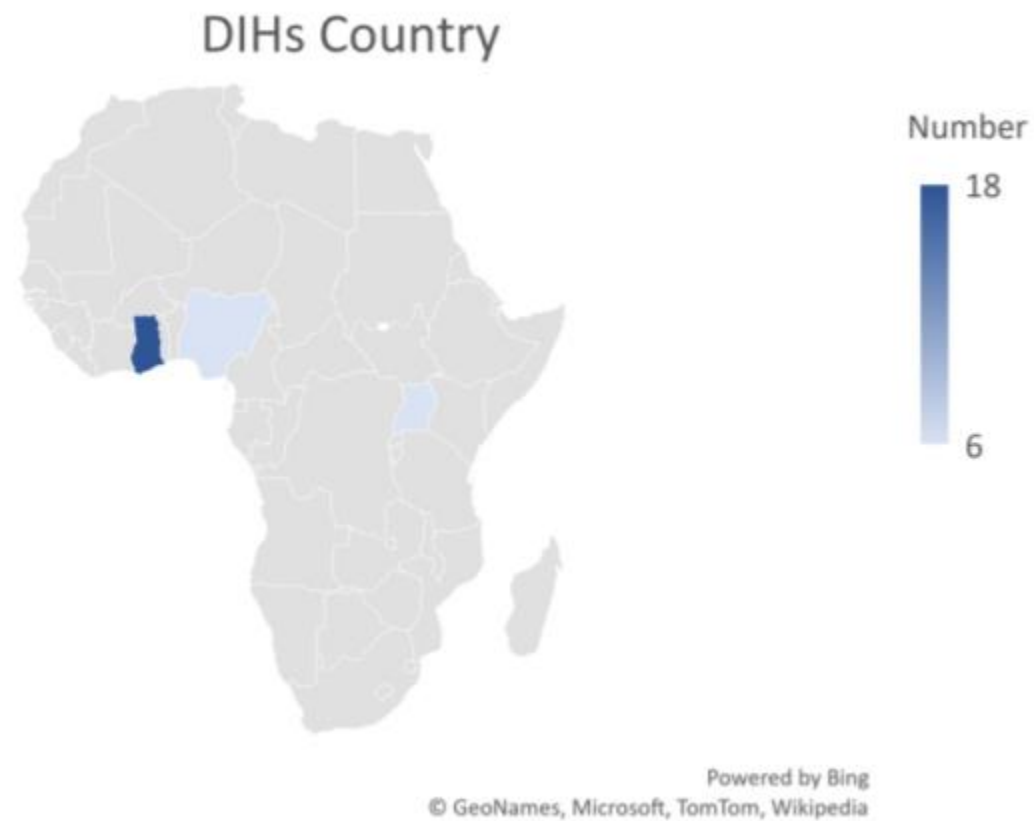 DIHs Country
Number
18
6
Powered by Bing
© GeoNames, Microsoft, TomTom, Wikipedia